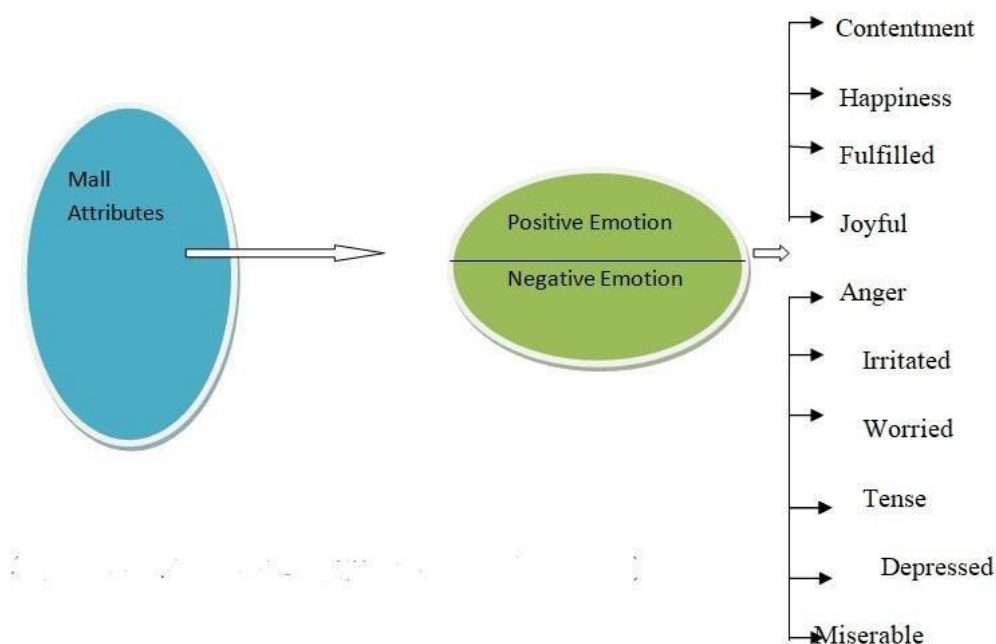 Mall
Attributes
Positive Emotion
Negative Emotion
Contentment
Happiness
Fulfilled
Joyful
Anger
Irritated
Worried
Tense
Depressed
Miserable